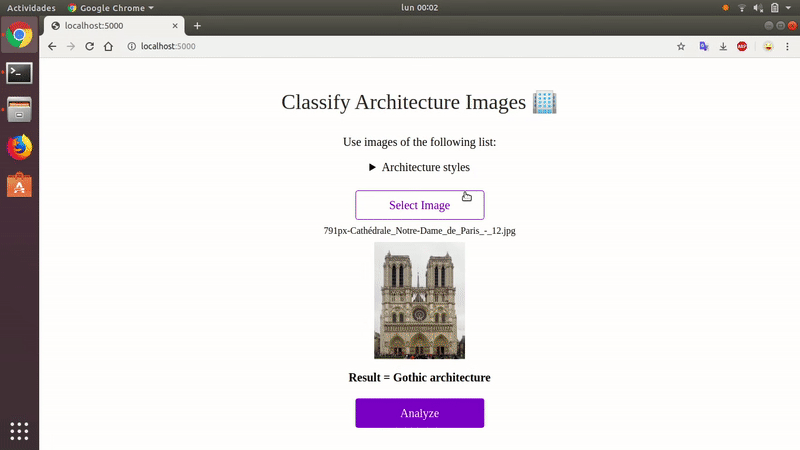 Actividades
Google Chrome
lun 00:02
localhost:5000
localhost:5000
ABP
Classify Architecture Images
Use images of the following list:
Architecture styles
Select Image
791px-Cathédrale_Notre-Dame_de_Paris_-_12.jpg
Result = Gothic architecture
Analyze